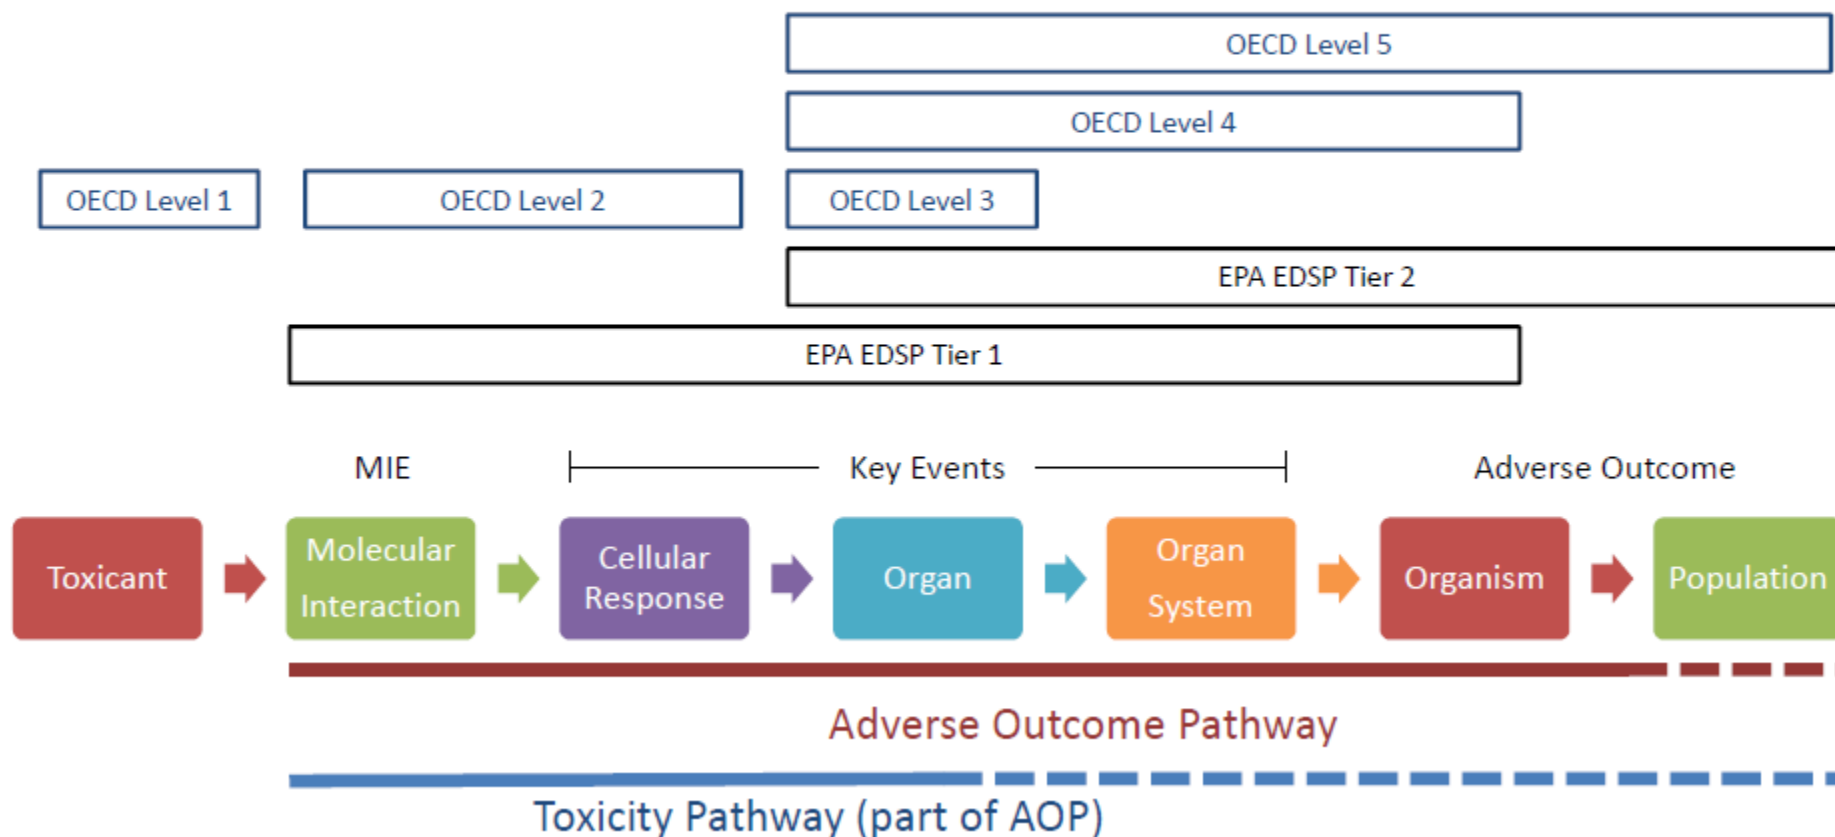 OECD Level 5
OECD Level 4
OECD Level 1
OECD Level 2
OECD Level 3
EPA EDSP Tier 2
EPA EDSP Tier 1
MIE
Key Events
Adverse Outcome
Toxicant
Molecular
Interaction
Cellular
Response
Organ
Organ
System
Organism
Population
Adverse Outcome Pathway
Toxicity Pathway (part of AOP)